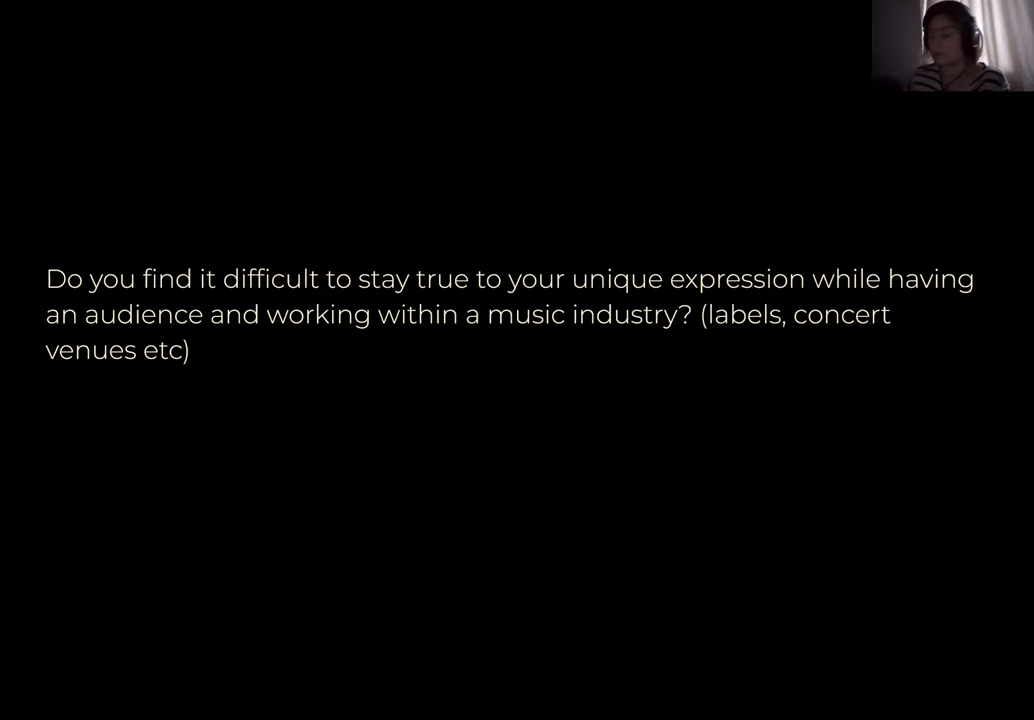 Do you find it difficult to stay true to your unique expression while having
an audience and working within a music industry? (labels, concert
venues etc)